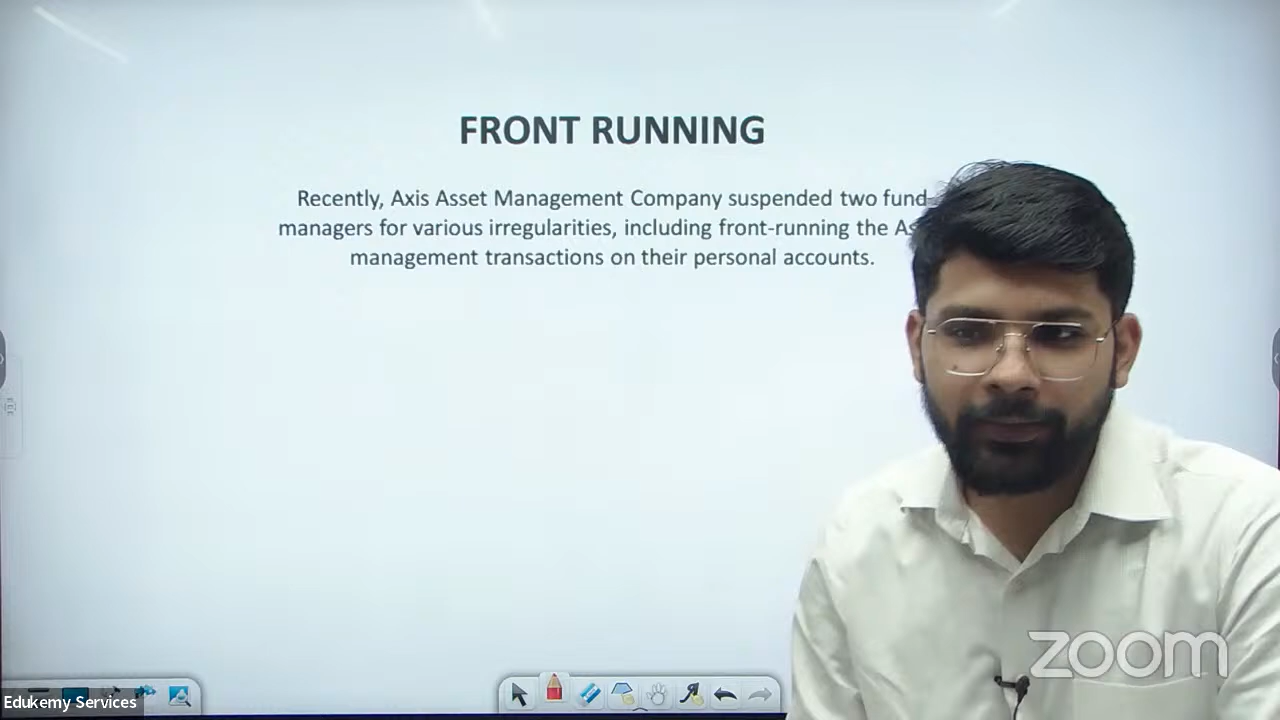 FRONT RUNNING
Recently, Axis Asset Management Company suspended two fund
managers for various irregularities, including front-running the
management transactions on their personal accounts.
zoom
Edukemy Services